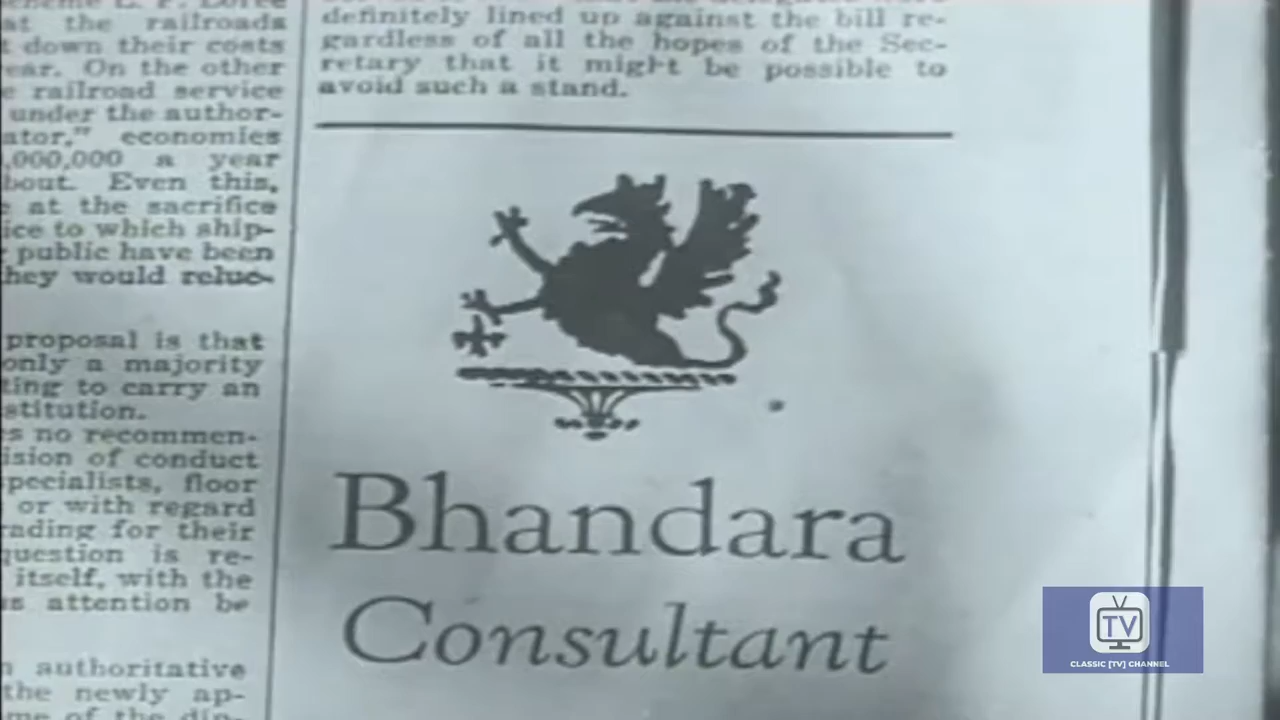 at the railroads
down their costs
ear. On the other
railroad service
under the author-
ator," economies
,000,000 a year
bout. Even this,
at the sacrifice
ice to which ship-
public have been
they would reluc-
proposal is that
only a majority
ting to carry an
stitution.
s no recommen-
ision of conduct
pecialists, floor
or with regard
rading for their
question is re-
itself, with the
s attention be
authoritative
the newly ap-
definitely lined up against the bill re-
gardless of all the hopes of the Sec-
retary that it might be possible to
avoid such a stand.
Bhandara
Consultant
TV
CLASSIC [TV] CHANNEL